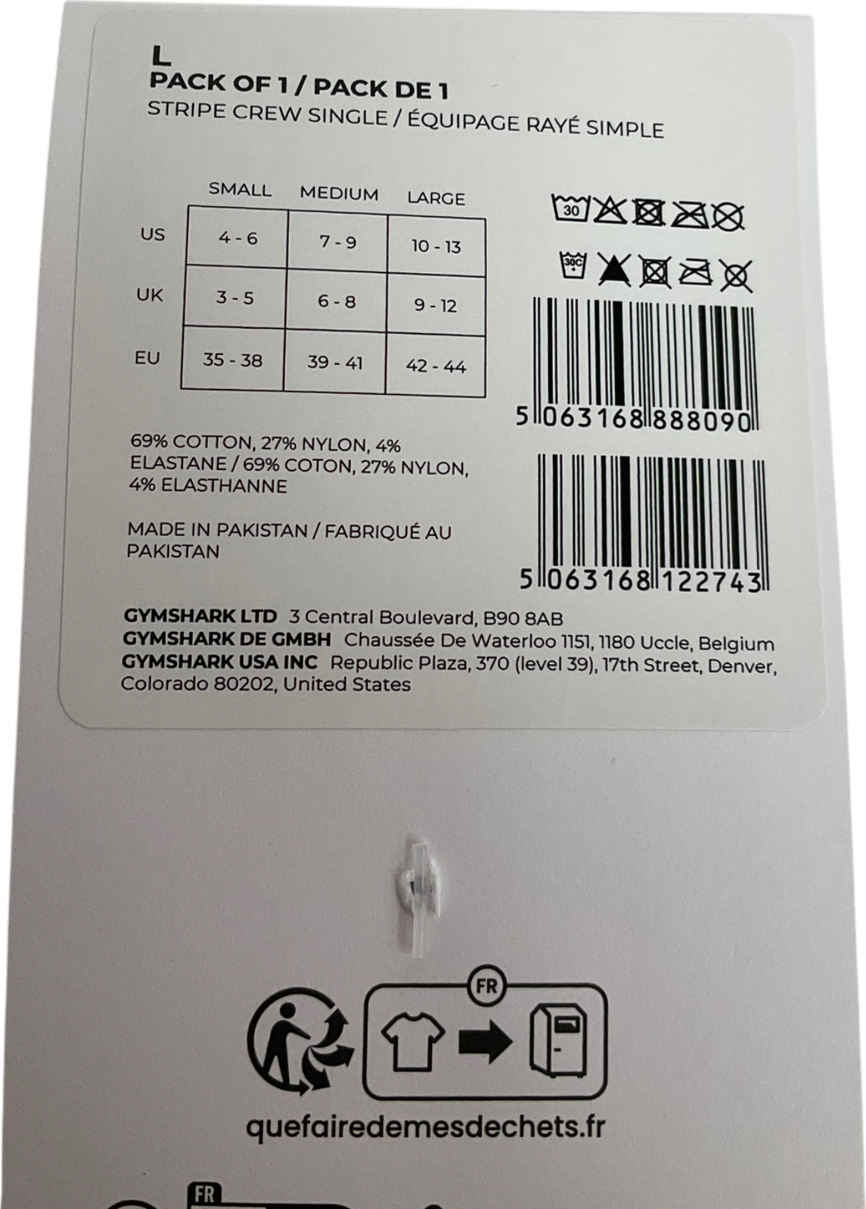 L
PACK OF 1 / PACK DE 1
STRIPE CREW SINGLE / ÉQUIPAGE RAYÉ SIMPLE
SMALL MEDIUM LARGE
US 4 - 6 7 - 9 10 - 13
UK 3 - 5 6 - 8 9 - 12
EU 35 - 38 39 - 41 42 - 44
30
30C
5 063168 888090
5 063168 122743
69% COTTON, 27% NYLON, 4%
ELASTANE / 69% COTON, 27% NYLON,
4% ELASTHANNE
MADE IN PAKISTAN / FABRIQUÉ AU
PAKISTAN
GYMSHARK LTD 3 Central Boulevard, B90 8AB
GYMSHARK DE GMBH Chaussée De Waterloo 1151, 1180 Uccle, Belgium
GYMSHARK USA INC Republic Plaza, 370 (level 39), 17th Street, Denver,
Colorado 80202, United States
FR
quefairedemesdechets.fr
FR